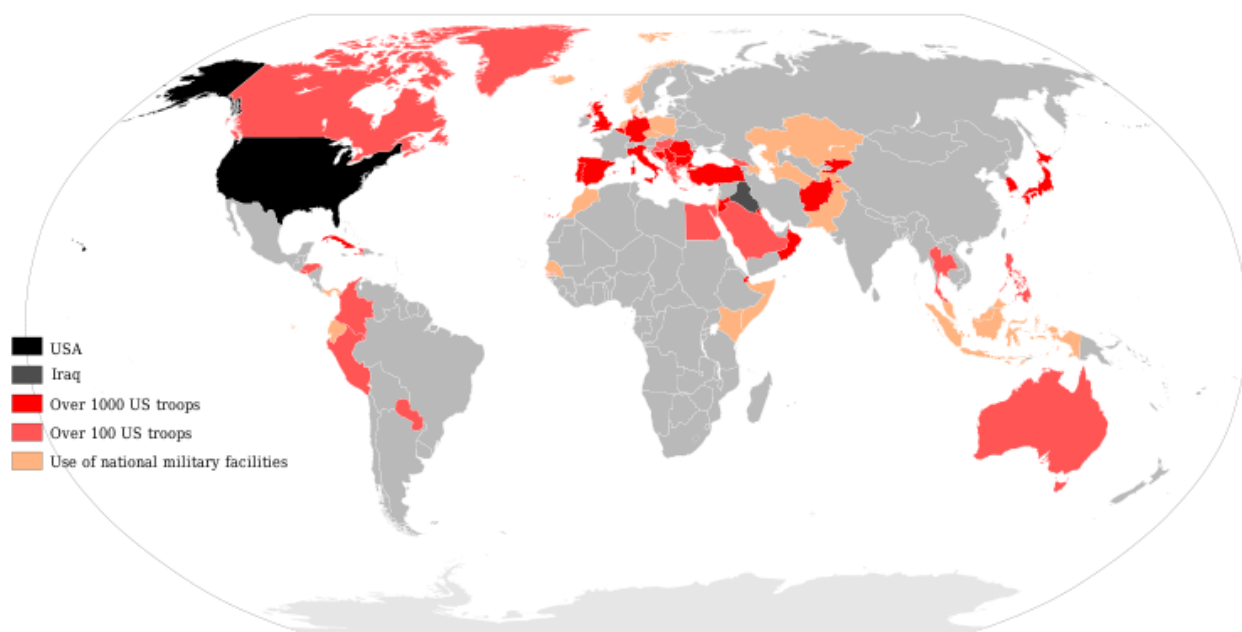 USA
Iraq
Over 1000 US troops
Over 100 US troops
Use of national military facilities